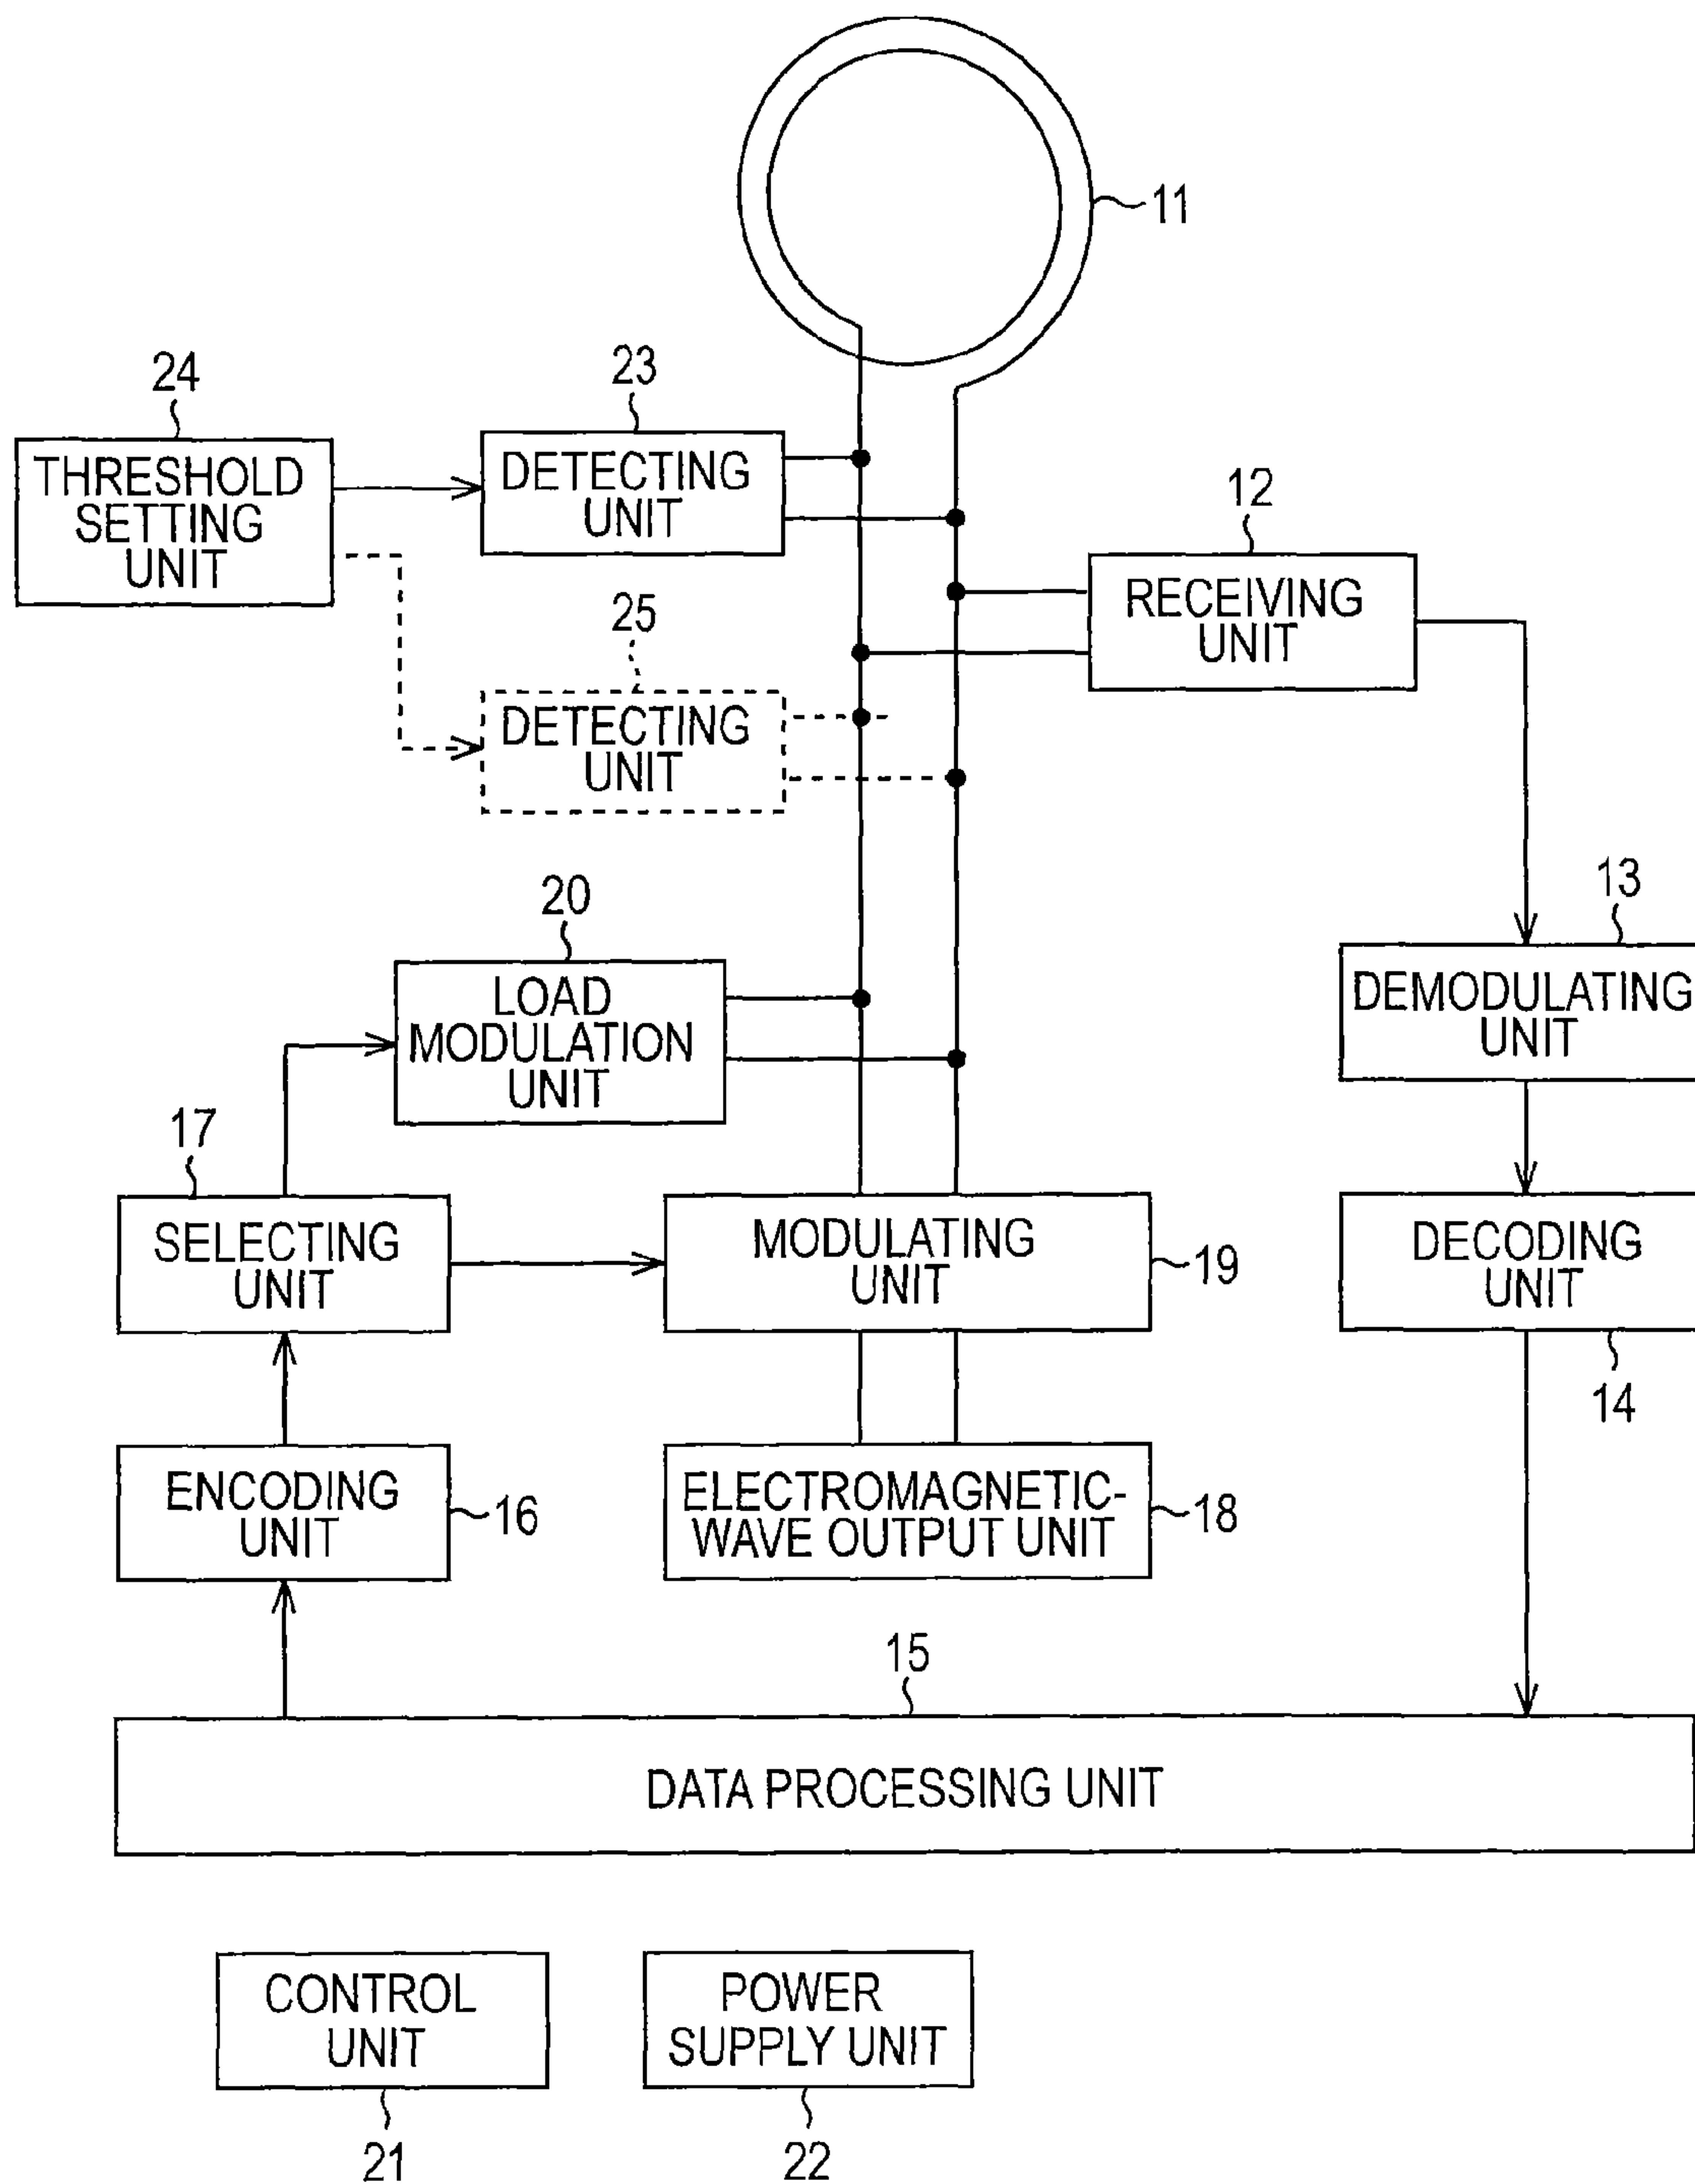 11
24
23
THRESHOLD
SETTING
UNIT
DETECTING
UNIT
12
RECEIVING
UNIT
25
DETECTING
UNIT
20
13
LOAD
MODULATION
UNIT
DEMODULATING
UNIT
17
SELECTING
UNIT
MODULATING
UNIT
19
DECODING
UNIT
14
ENCODING
UNIT
16
ELECTROMAGNETIC-
WAVE OUTPUT UNIT
18
15
DATA PROCESSING UNIT
CONTROL
UNIT
POWER
SUPPLY UNIT
21
22